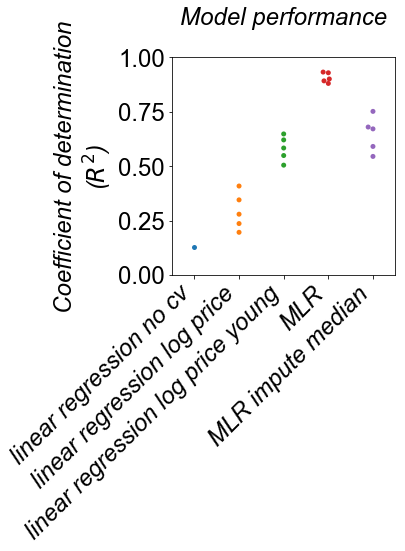 Model performance
Coefficient of determination
(R²)
1.00
0.75
0.50
0.25
0.00
linear regression no cv
linear regression log price
linear regression log price young
MLR
MLR impute median